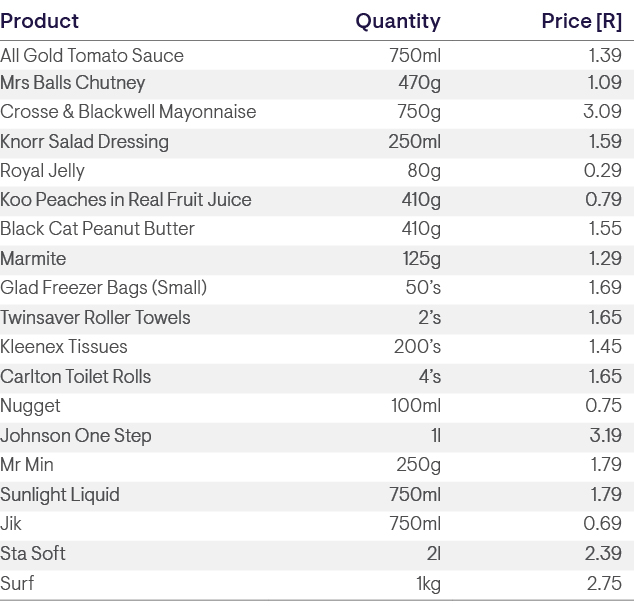 Product Quantity Price [R]
All Gold Tomato Sauce 750ml 1.39
Mrs Balls Chutney 470g 1.09
Crosse & Blackwell Mayonnaise 750g 3.09
Knorr Salad Dressing 250ml 1.59
Royal Jelly 80g 0.29
Koo Peaches in Real Fruit Juice 410g 0.79
Black Cat Peanut Butter 410g 1.55
Marmite 125g 1.29
Glad Freezer Bags (Small) 50’s 1.69
Twinsaver Roller Towels 2’s 1.65
Kleenex Tissues 200’s 1.45
Carlton Toilet Rolls 4’s 1.65
Nugget 100ml 0.75
Johnson One Step 1l 3.19
Mr Min 250g 1.79
Sunlight Liquid 750ml 1.79
Jik 750ml 0.69
Sta Soft 2l 2.39
Surf 1kg 2.75